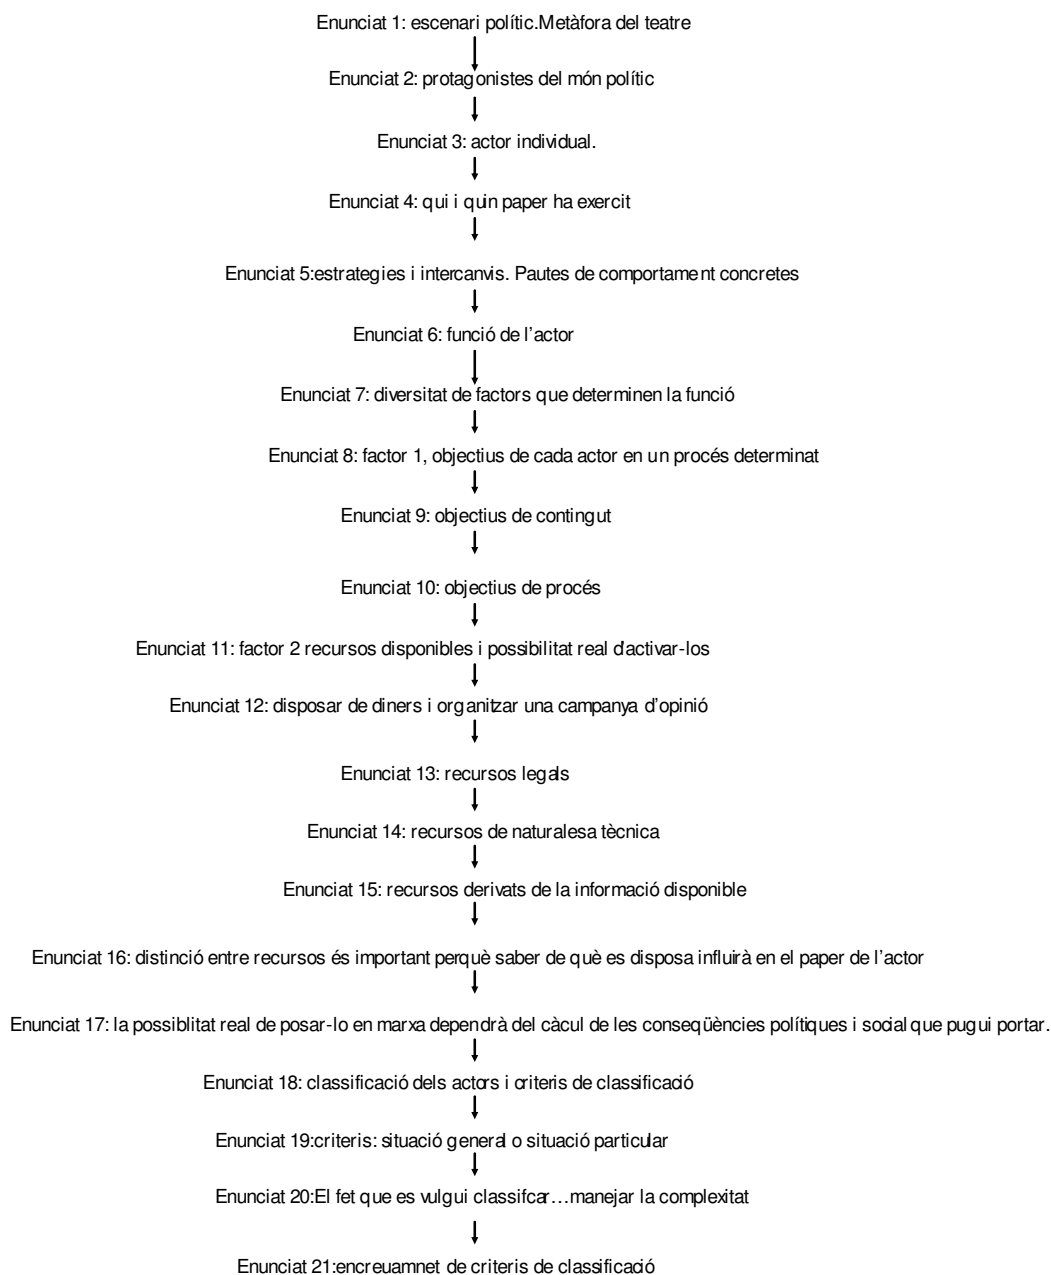 Enunciat 1: escenari polític.Metàfora del teatre
Enunciat 2: protagonistes del món polític
Enunciat 3: actor individual.
Enunciat 4: qui i quin paper ha exercit
Enunciat 5:estrategies i intercanvis. Pautes de comportament concretes
Enunciat 6: funció de l'actor
Enunciat 7: diversitat de factors que determinen la funció
Enunciat 8: factor 1, objectius de cada actor en un procés determinat
Enunciat 9: objectius de contingut
Enunciat 10: objectius de procés
Enunciat 11: factor 2 recursos disponibles i possibilitat real d'activar-los
Enunciat 12: disposar de diners i organitzar una campanya d'opinió
Enunciat 13: recursos legals
Enunciat 14: recursos de naturalesa tècnica
Enunciat 15: recursos derivats de la informació disponible
Enunciat 16: distinció entre recursos és important perquè saber de què es disposa influirà en el paper de l'actor
Enunciat 17: la possiblitat real de posar-lo en marxa dependrà del càcul de les conseqüències polítiques i social que pugui portar.
Enunciat 18: classificació dels actors i criteris de classificació
Enunciat 19:criteris: situació general o situació particular
Enunciat 20:El fet que es vulgui classifcar…manejar la complexitat
Enunciat 21:encreuamnet de criteris de classificació